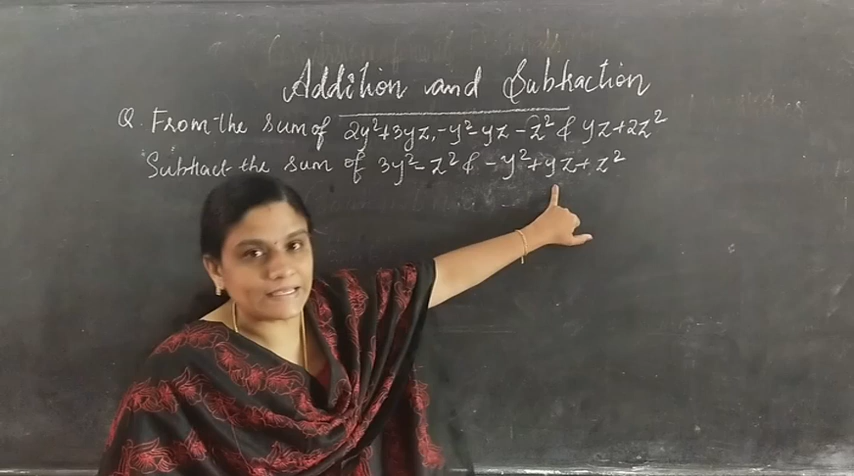 Addition and Subtraction
Q. From the sum of 2y²+3yz, -y²-yz-z² & yz+2z²
Subtract the sum of 3y²-z² & -y²+yz+z²